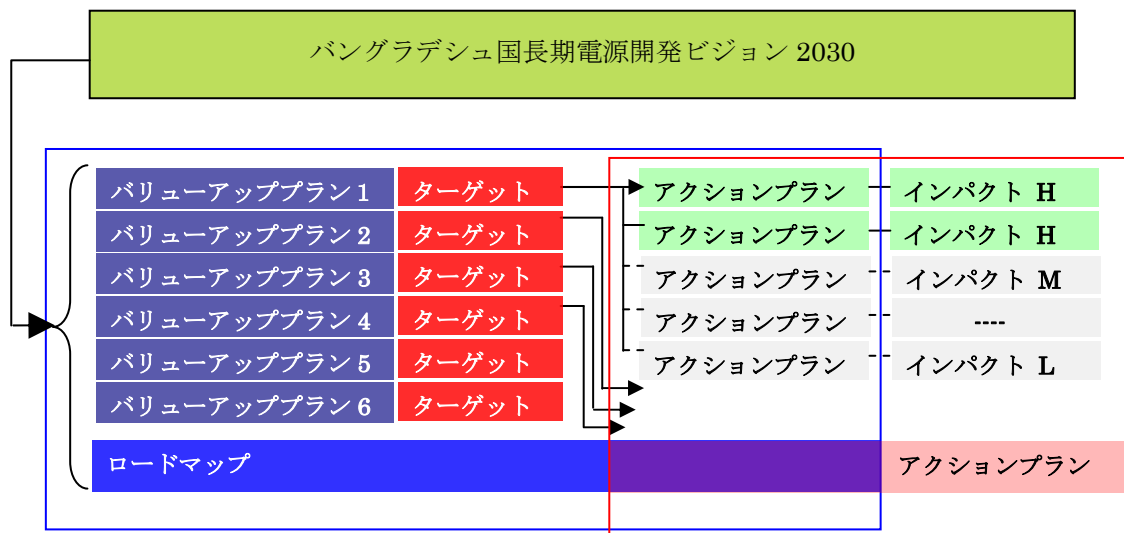 バングラデシュ国長期電源開発ビジョン 2030
バリューアッププラン 1 ターゲット アクションプラン インパクト H
バリューアッププラン 2 ターゲット アクションプラン インパクト H
バリューアッププラン 3 ターゲット アクションプラン インパクト M
バリューアッププラン 4 ターゲット アクションプラン ----
バリューアッププラン 5 ターゲット アクションプラン インパクト L
バリューアッププラン 6 ターゲット
ロードマップ アクションプラン